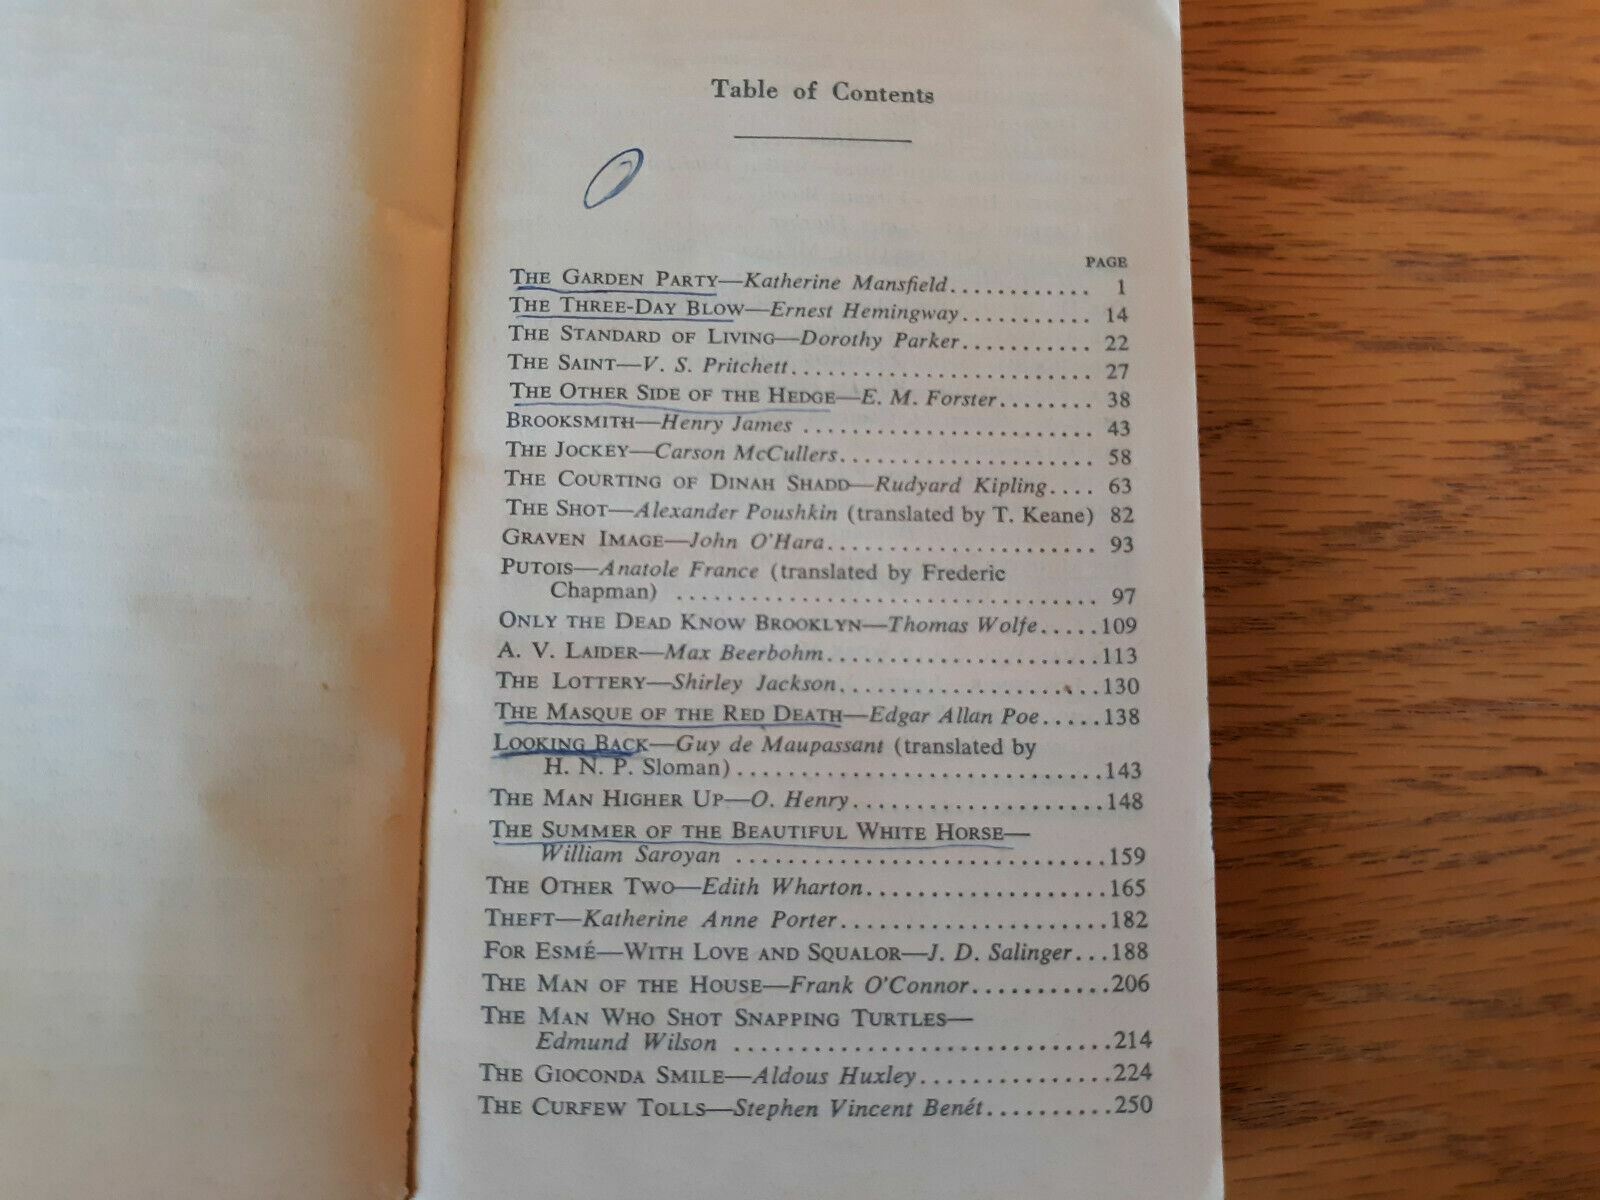 Table of Contents
PAGE
THE GARDEN PARTY—Katherine Mansfield............ 1
THE THREE-DAY BLOW—Ernest Hemingway........... 14
THE STANDARD OF LIVING—Dorothy Parker........... 22
THE SAINT—V. S. Pritchett......................... 27
THE OTHER SIDE OF THE HEDGE—E. M. Forster........ 38
BROOKSMITH—Henry James ........................ 43
THE JOCKEY—Carson McCullers..................... 58
THE COURTING OF DINAH SHADD—Rudyard Kipling.... 63
THE SHOT—Alexander Poushkin (translated by T. Keane) 82
GRAVEN IMAGE—John O'Hara...................... 93
PUTOIS—Anatole France (translated by Frederic
Chapman) .................................. 97
ONLY THE DEAD KNOW BROOKLYN—Thomas Wolfe.....109
A. V. LAIDER—Max Beerbohm......................113
THE LOTTERY—Shirley Jackson.....................130
THE MASQUE OF THE RED DEATH—Edgar Allan Poe.....138
LOOKING BACK—Guy de Maupassant (translated by
H. N. P. Sloman)..............................143
THE MAN HIGHER UP—O. Henry.....................148
THE SUMMER OF THE BEAUTIFUL WHITE HORSE—
William Saroyan ..............................159
THE OTHER TWO—Edith Wharton....................165
THEFT—Katherine Anne Porter......................182
FOR ESMÉ—WITH LOVE AND SQUALOR—J. D. Salinger...188
THE MAN OF THE HOUSE—Frank O'Connor...........206
THE MAN WHO SHOT SNAPPING TURTLES—
Edmund Wilson ..............................214
THE GIOCONDA SMILE—Aldous Huxley................224
THE CURFEW TOLLS—Stephen Vincent Benét..........250